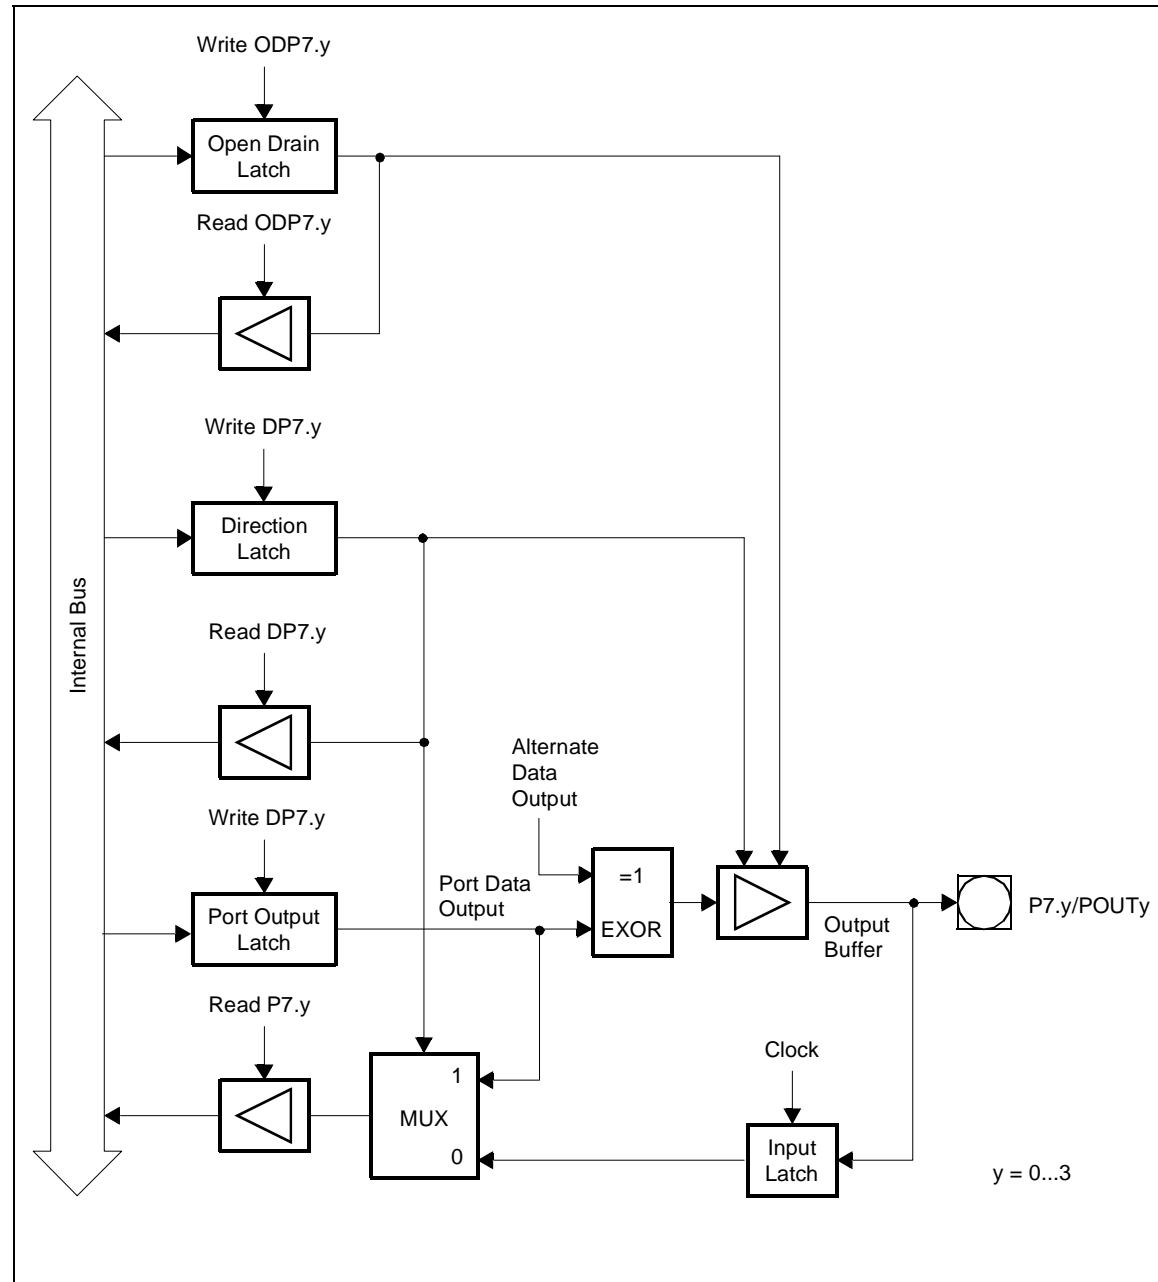 Write ODP7.y
Open Drain
Latch
Read ODP7.y
Write DP7.y
Direction
Latch
Internal Bus
Read DP7.y
Alternate
Data
Output
Write DP7.y
=1
EXOR
Port Data
Output
Port Output
Latch
Output
Buffer
P7.y/POUTy
Read P7.y
Clock
1
MUX
0
Input
Latch
y = 0...3